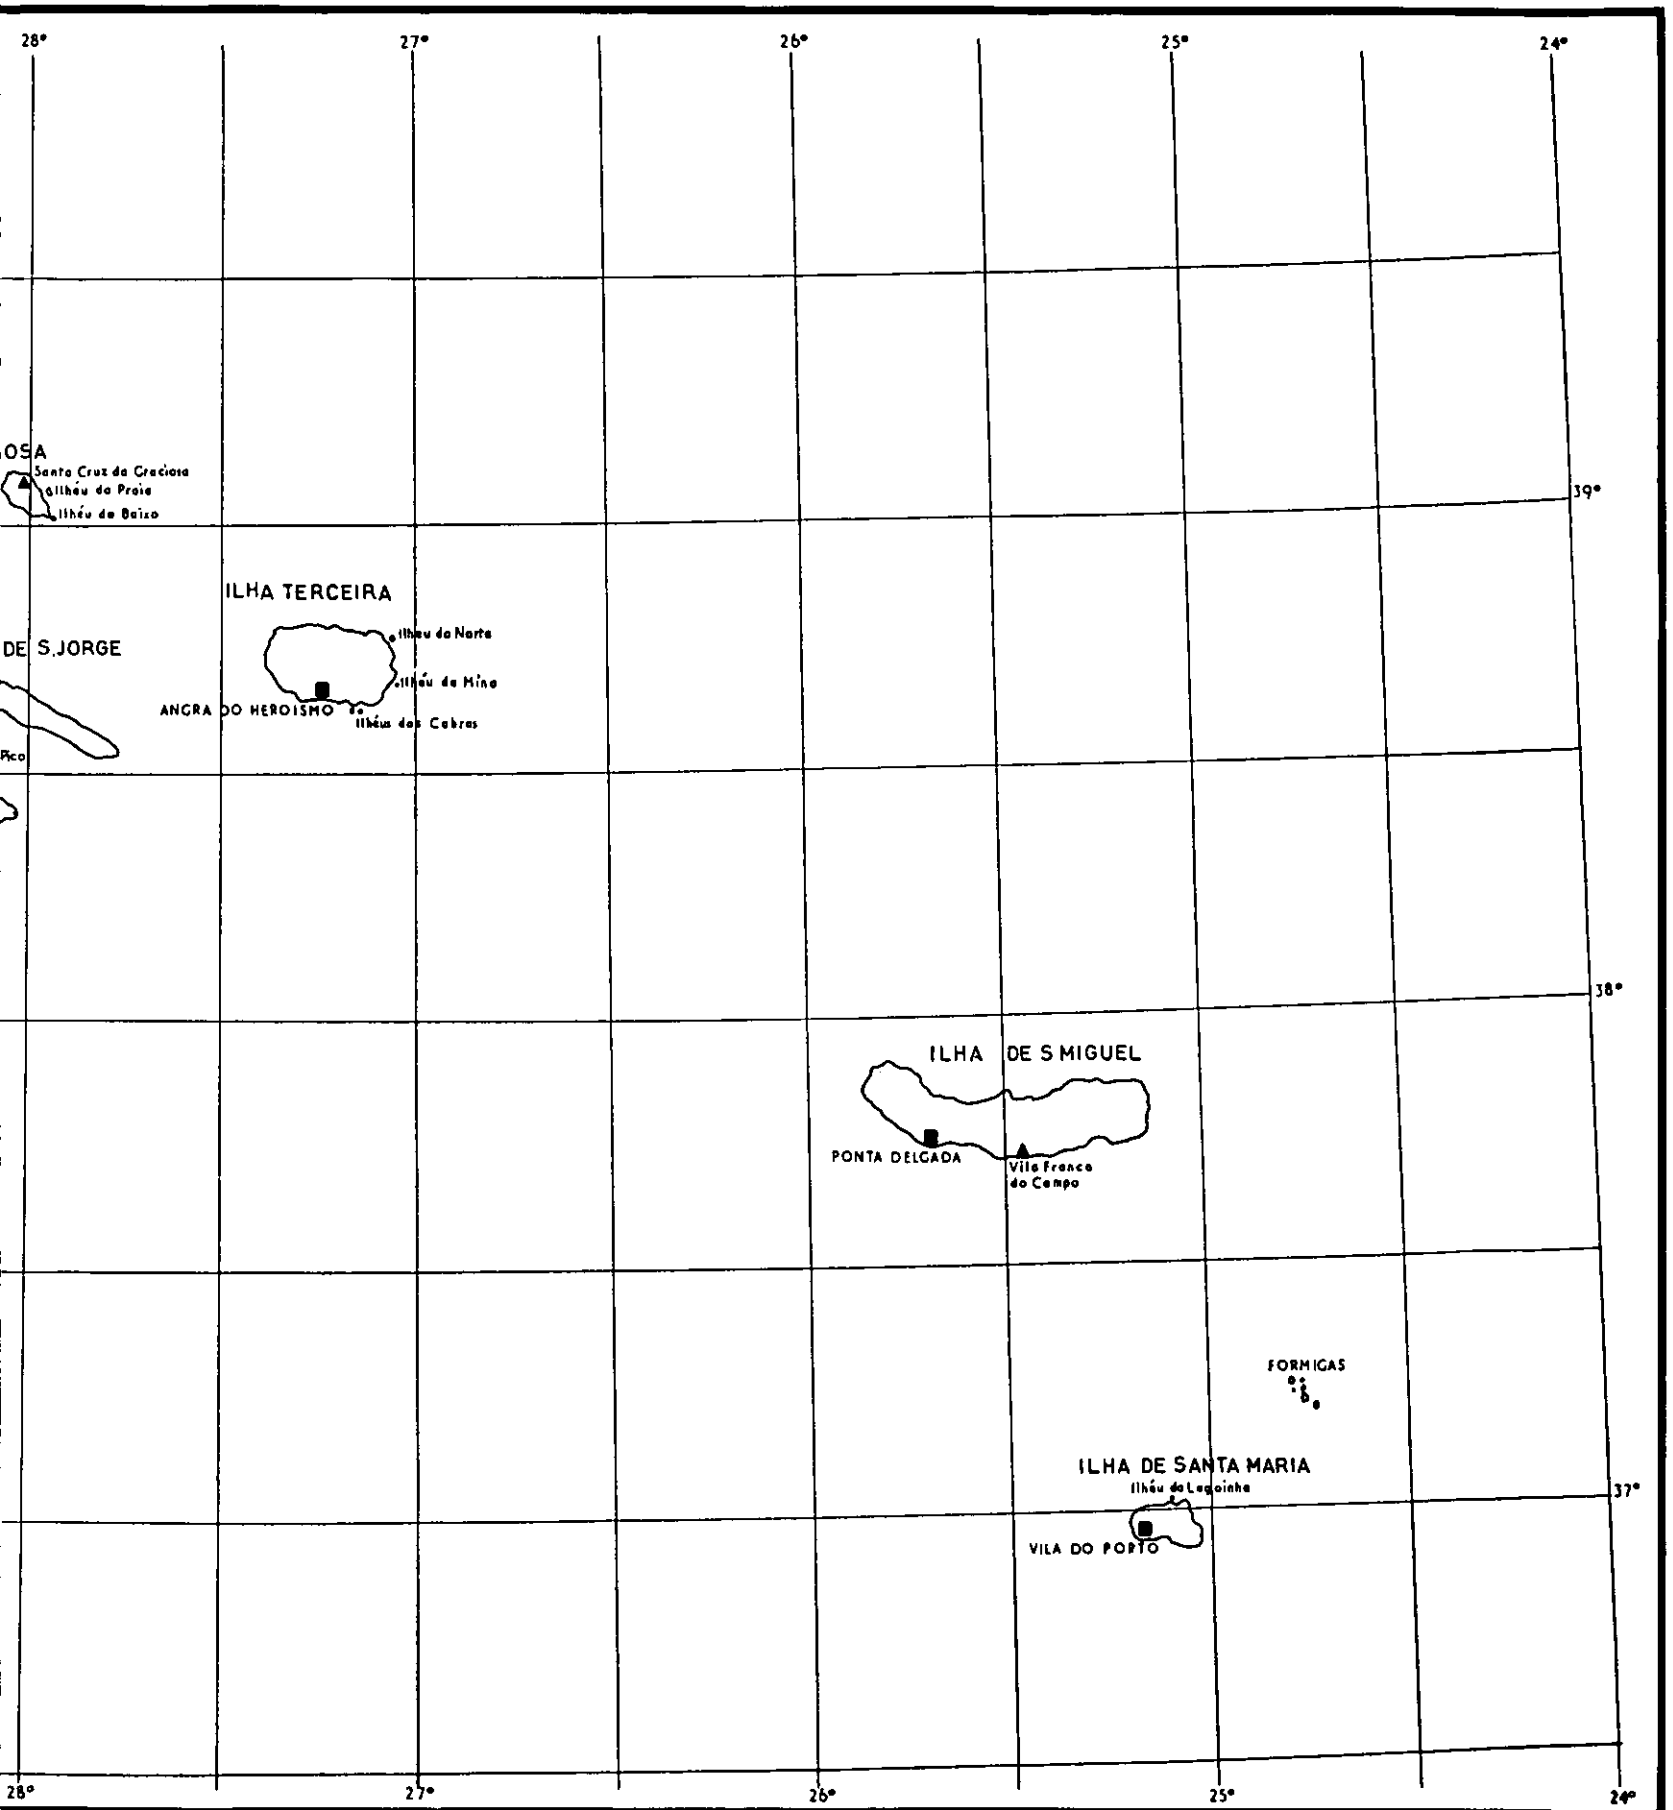 28° 27° 26° 25° 24°
OSA
Santa Cruz da Graciosa
Ilhéu da Praia
Ilhéu de Baixo
39°
ILHA TERCEIRA
Ilheu do Norte
DE S.JORGE
Ilhéu da Mina
ANGRA DO HEROISMO
Ilhéus das Cabras
Pico
38°
ILHA DE S MIGUEL
PONTA DELGADA
Vila Franca
do Campo
FORMIGAS
ILHA DE SANTA MARIA
Ilhéu da Lagoinha
37°
VILA DO PORTO
28° 27° 26° 25° 24°